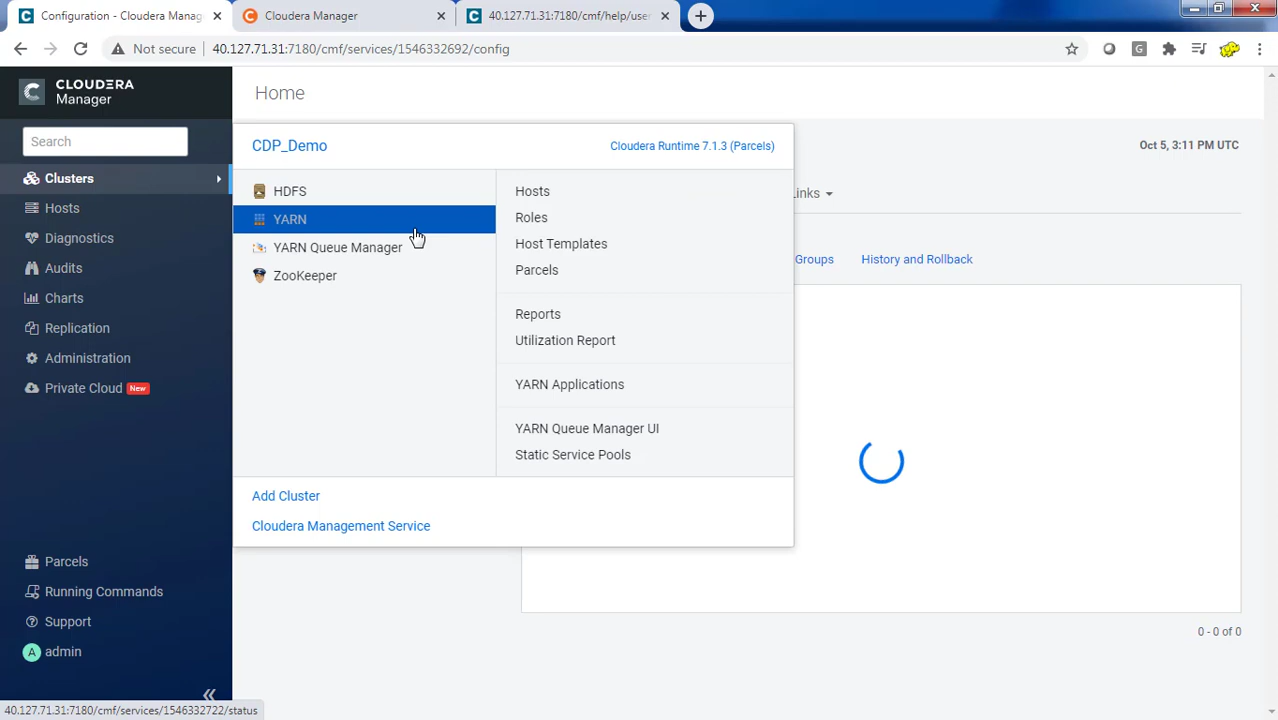 Configuration - Cloudera Manag
Cloudera Manager
40.127.71.31:7180/cmf/help/use
Not secure
40.127.71.31:7180/cmf/services/1546332692/config
G
CLOUDERA
Manager
Home
Search
CDP_Demo
Cloudera Runtime 7.1.3 (Parcels)
Oct 5, 3:11 PM UTC
Clusters
HDFS
Hosts
Links
Hosts
YARN
Roles
Diagnostics
YARN Queue Manager
Host Templates
Groups
History and Rollback
Audits
ZooKeeper
Parcels
Charts
Reports
Replication
Utilization Report
Administration
YARN Applications
Private Cloud New
YARN Queue Manager UI
Static Service Pools
Add Cluster
Cloudera Management Service
Parcels
Running Commands
Support
0 - 0 of 0
A admin
40.127.71.31:7180/cmf/services/1546332722/status